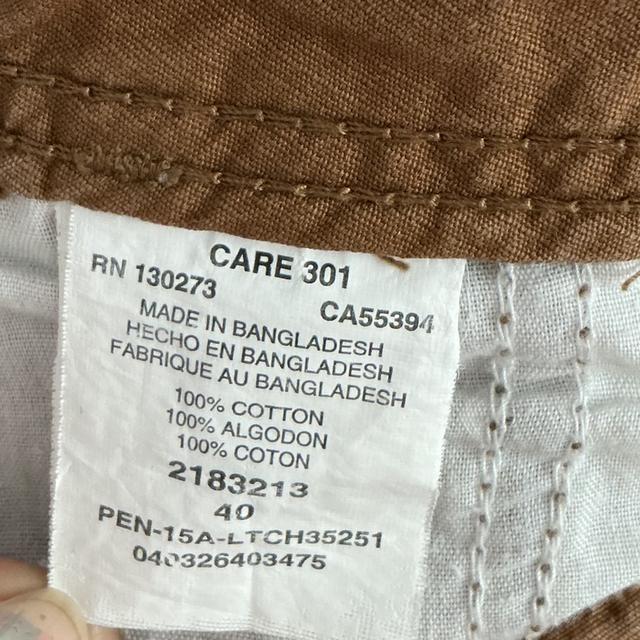 CARE 301
RN 130273
CA55394
MADE IN BANGLADESH
HECHO EN BANGLADESH
FABRIQUE AU BANGLADESH
100% COTTON
100% ALGODON
100% COTON
2183213
40
PEN-15A-LTCH35251
040326403475